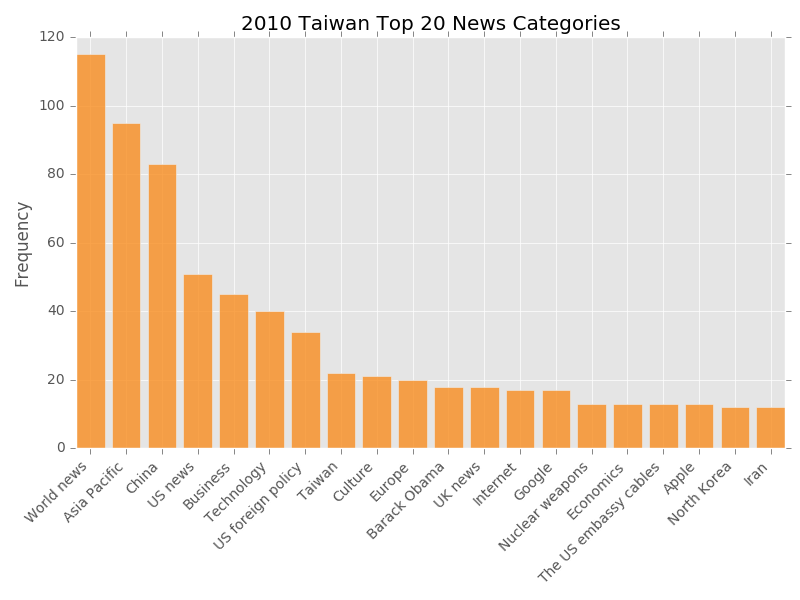 2010 Taiwan Top 20 News Categories
120
100
80
60
40
20
0
Frequency
World news
Asia Pacific
China
US news
Business
Technology
US foreign policy
Taiwan
Culture
Europe
Barack Obama
UK news
Internet
Google
Nuclear weapons
Economics
The US embassy cables
Apple
North Korea
Iran